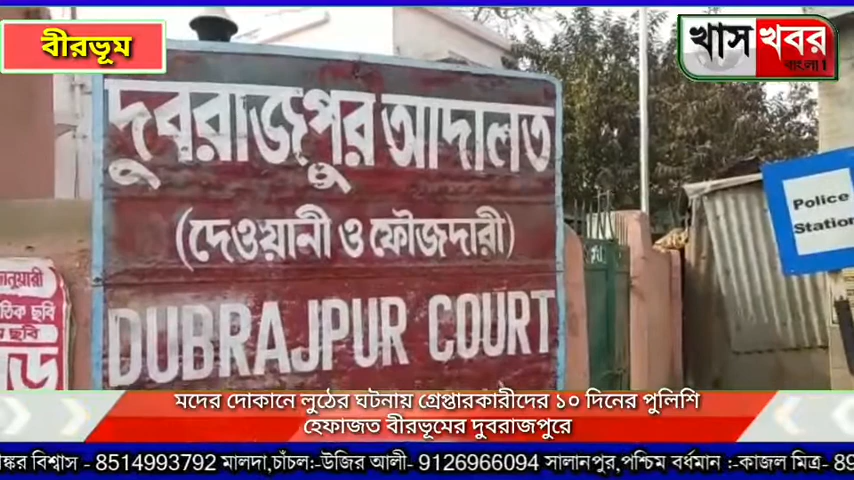 বীরভূম
খাস খবর
বাংলা
দুবরাজপুর আদালত
(দেওয়ানী ও ফৌজদারী)
DUBRAJPUR COURT
Police
Station
মদের দোকানে লুঠের ঘটনায় গ্রেপ্তারকারীদের ১০ দিনের পুলিশি
হেফাজত বীরভূমের দুবরাজপুরে
বিশ্বাস - 8514993792 মালদা,চাঁচল:-উজির আলী- 9126966094 সালানপুর,পশ্চিম বর্ধমান :-কাজল মিত্র- 89